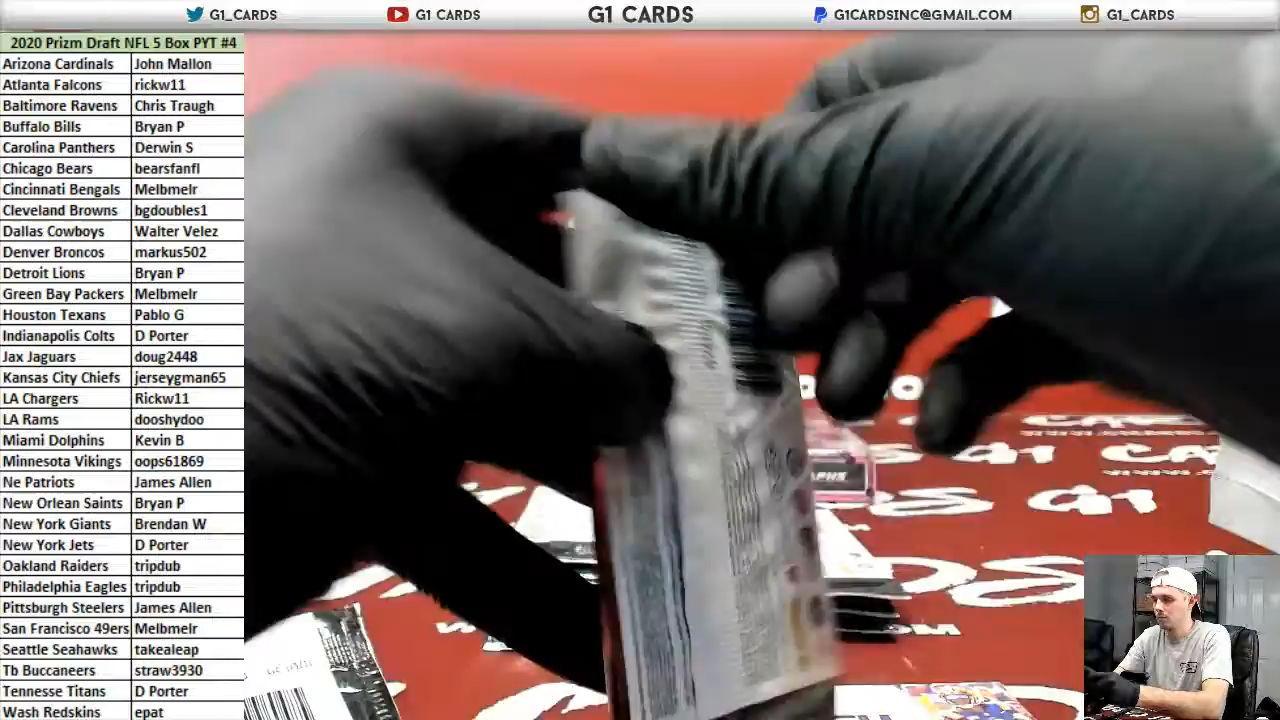 G1_CARDS G1 CARDS G1 CARDS G1CARDSINC@GMAIL.COM G1_CARDS
2020 Prizm Draft NFL 5 Box PYT #4
Arizona Cardinals John Mallon
Atlanta Falcons rickw11
Baltimore Ravens Chris Traugh
Buffalo Bills Bryan P
Carolina Panthers Derwin S
Chicago Bears bearsfanfl
Cincinnati Bengals Melbmelr
Cleveland Browns bgdoubles1
Dallas Cowboys Walter Velez
Denver Broncos markus502
Detroit Lions Bryan P
Green Bay Packers Melbmelr
Houston Texans Pablo G
Indianapolis Colts D Porter
Jax Jaguars doug2448
Kansas City Chiefs jerseygman65
LA Chargers Rickw11
LA Rams dooshydoo
Miami Dolphins Kevin B
Minnesota Vikings oops61869
Ne Patriots James Allen
New Orlean Saints Bryan P
New York Giants Brendan W
New York Jets D Porter
Oakland Raiders tripdub
Philadelphia Eagles tripdub
Pittsburgh Steelers James Allen
San Francisco 49ers Melbmelr
Seattle Seahawks takealeap
Tb Buccaneers straw3930
Tennesse Titans D Porter
Wash Redskins epat
G1 CAR
G1